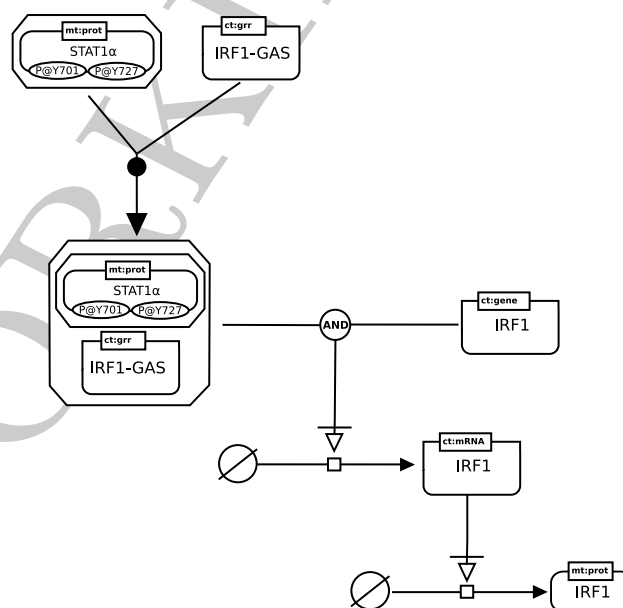 mt:prot
STAT1α
P@Y701 P@Y727
ct:grr
IRF1-GAS
mt:prot
STAT1α
P@Y701 P@Y727
ct:grr
IRF1-GAS
AND
ct:gene
IRF1
ct:mRNA
IRF1
mt:prot
IRF1